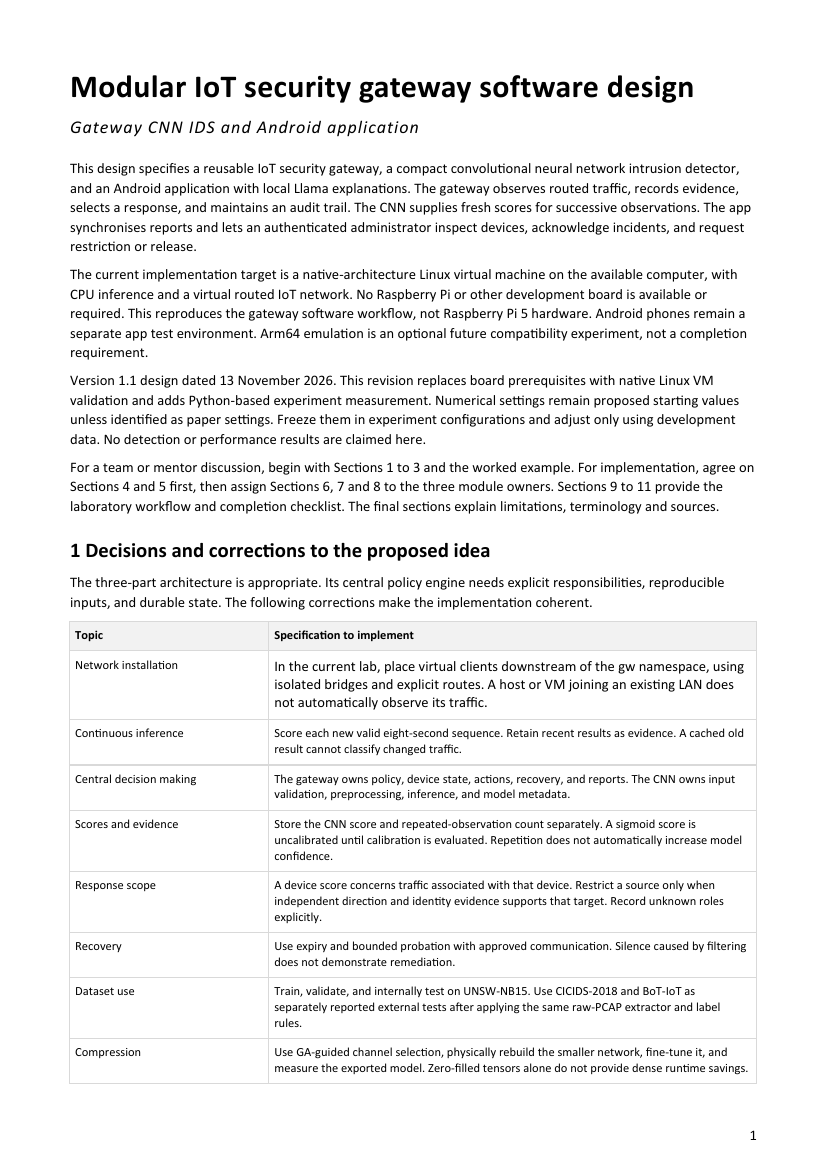 Modular IoT security gateway software design
Gateway CNN IDS and Android application
This design specifies a reusable IoT security gateway, a compact convolutional neural network intrusion detector,
and an Android application with local Llama explanations. The gateway observes routed traffic, records evidence,
selects a response, and maintains an audit trail. The CNN supplies fresh scores for successive observations. The app
synchronises reports and lets an authenticated administrator inspect devices, acknowledge incidents, and request
restriction or release.
The current implementation target is a native-architecture Linux virtual machine on the available computer, with
CPU inference and a virtual routed IoT network. No Raspberry Pi or other development board is available or
required. This reproduces the gateway software workflow, not Raspberry Pi 5 hardware. Android phones remain a
separate app test environment. Arm64 emulation is an optional future compatibility experiment, not a completion
requirement.
Version 1.1 design dated 13 November 2026. This revision replaces board prerequisites with native Linux VM
validation and adds Python-based experiment measurement. Numerical settings remain proposed starting values
unless identified as paper settings. Freeze them in experiment configurations and adjust only using development
data. No detection or performance results are claimed here.
For a team or mentor discussion, begin with Sections 1 to 3 and the worked example. For implementation, agree on
Sections 4 and 5 first, then assign Sections 6, 7 and 8 to the three module owners. Sections 9 to 11 provide the
laboratory workflow and completion checklist. The final sections explain limitations, terminology and sources.
1 Decisions and corrections to the proposed idea
The three-part architecture is appropriate. Its central policy engine needs explicit responsibilities, reproducible
inputs, and durable state. The following corrections make the implementation coherent.
Topic Specification to implement
Network installation In the current lab, place virtual clients downstream of the gw namespace, using
isolated bridges and explicit routes. A host or VM joining an existing LAN does
not automatically observe its traffic.
Continuous inference Score each new valid eight-second sequence. Retain recent results as evidence. A cached old
result cannot classify changed traffic.
Central decision making The gateway owns policy, device state, actions, recovery, and reports. The CNN owns input
validation, preprocessing, inference, and model metadata.
Scores and evidence Store the CNN score and repeated-observation count separately. A sigmoid score is
uncalibrated until calibration is evaluated. Repetition does not automatically increase model
confidence.
Response scope A device score concerns traffic associated with that device. Restrict a source only when
independent direction and identity evidence supports that target. Record unknown roles
explicitly.
Recovery Use expiry and bounded probation with approved communication. Silence caused by filtering
does not demonstrate remediation.
Dataset use Train, validate, and internally test on UNSW-NB15. Use CICIDS-2018 and BoT-IoT as
separately reported external tests after applying the same raw-PCAP extractor and label
rules.
Compression Use GA-guided channel selection, physically rebuild the smaller network, fine-tune it, and
measure the exported model. Zero-filled tensors alone do not provide dense runtime savings.
1